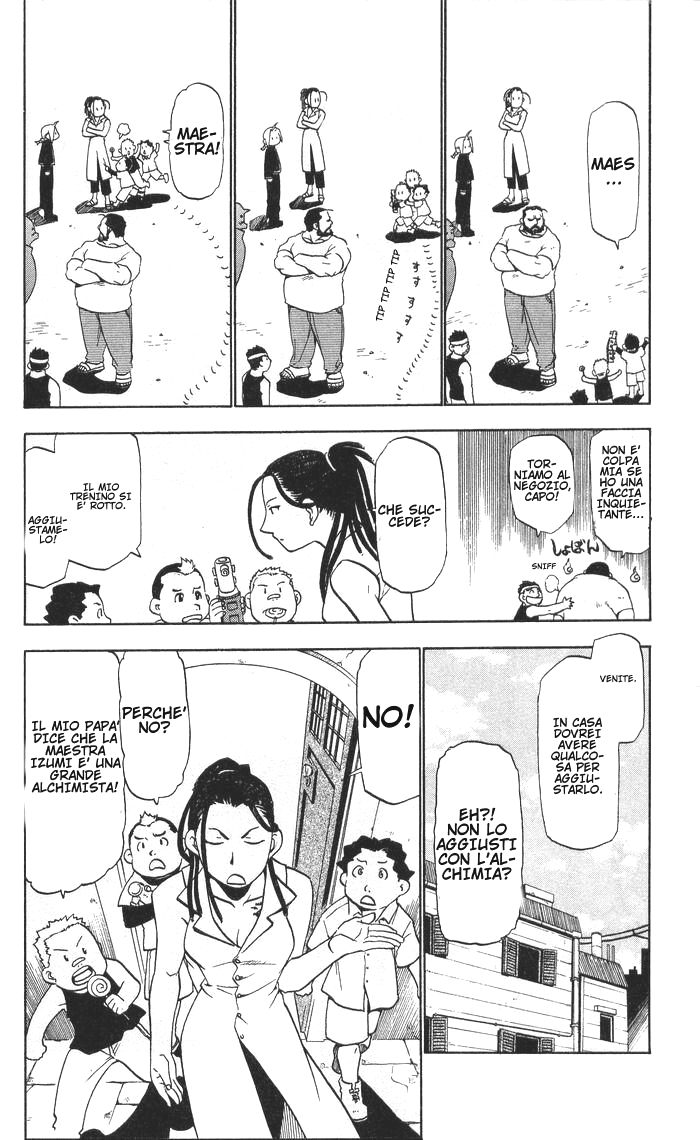 MAES
...
TIP TIP TIP TIP
すすすすす
MAE-
STRA!
NON E'
COLPA
MIA SE
HO UNA
FACCIA
INQUIE-
TANTE...
TOR-
NIAMO AL
NEGOZIO,
CAPO!
しょぼん
SNIFF
CHE SUC-
CEDE?
IL MIO
TRENINO SI
E' ROTTO.
AGGIU-
STAME-
LO!
VENITE.
IN CASA
DOVREI
AVERE
QUALCO-
SA PER
AGGIU-
STARLO.
EH?!
NON LO
AGGIUSTI
CON L'AL-
CHIMIA?
NO!
PERCHE'
NO?
IL MIO PAPA'
DICE CHE LA
MAESTRA
IZUMI E' UNA
GRANDE
ALCHIMISTA!